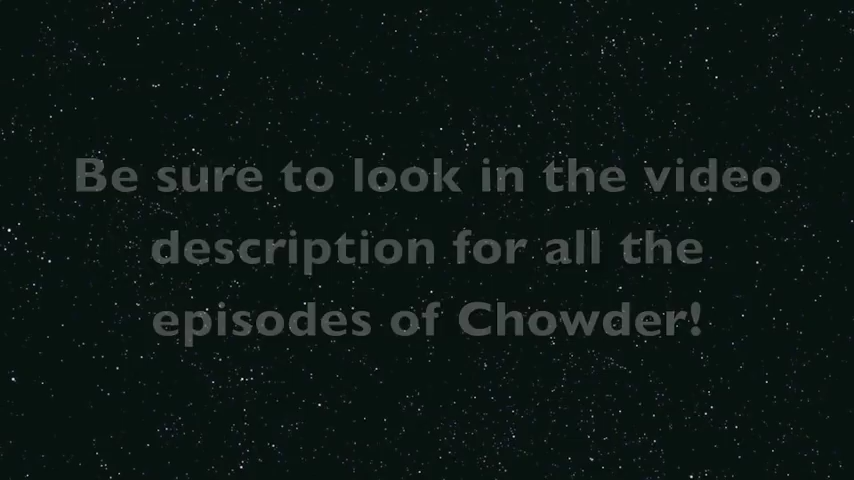 Be sure to look in the video
description for all the
episodes of Chowder!